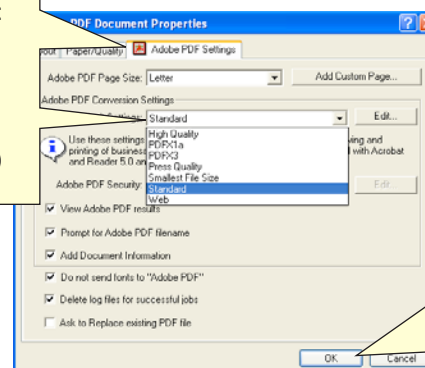 PDF Document Properties
out Paper/Quality Adobe PDF Settings
Adobe PDF Page Size: Letter Add Custom Page...
Adobe PDF Conversion Settings
Standard Edit...
High Quality
PDFX1a
PDFX3
Press Quality
Smallest File Size
Standard
Web
Use these settings ving and
printing of business with Acrobat
and Reader 5.0 an
Adobe PDF Security: Edit...
View Adobe PDF results
Prompt for Adobe PDF filename
Add Document Information
Do not send fonts to "Adobe PDF"
Delete log files for successful jobs
Ask to Replace existing PDF file
OK Cancel